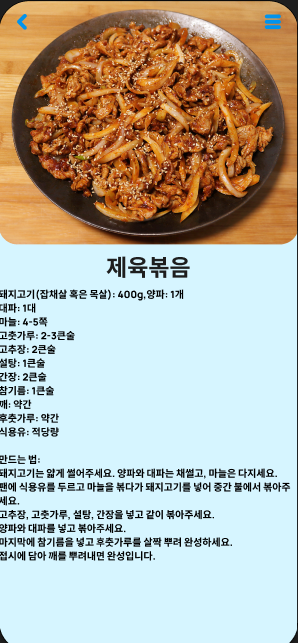 제육볶음
돼지고기(잡채살 혹은 목살): 400g,양파: 1개
대파: 1대
마늘: 4-5쪽
고춧가루: 2-3큰술
고추장: 2큰술
설탕: 1큰술
간장: 2큰술
참기름: 1큰술
깨: 약간
후춧가루: 약간
식용유: 적당량
만드는 법:
돼지고기는 얇게 썰어주세요. 양파와 대파는 채썰고, 마늘은 다지세요.
팬에 식용유를 두르고 마늘을 볶다가 돼지고기를 넣어 중간 불에서 볶아주
세요.
고추장, 고춧가루, 설탕, 간장을 넣고 같이 볶아주세요.
양파와 대파를 넣고 볶아주세요.
마지막에 참기름을 넣고 후춧가루를 살짝 뿌려 완성하세요.
접시에 담아 깨를 뿌려내면 완성입니다.